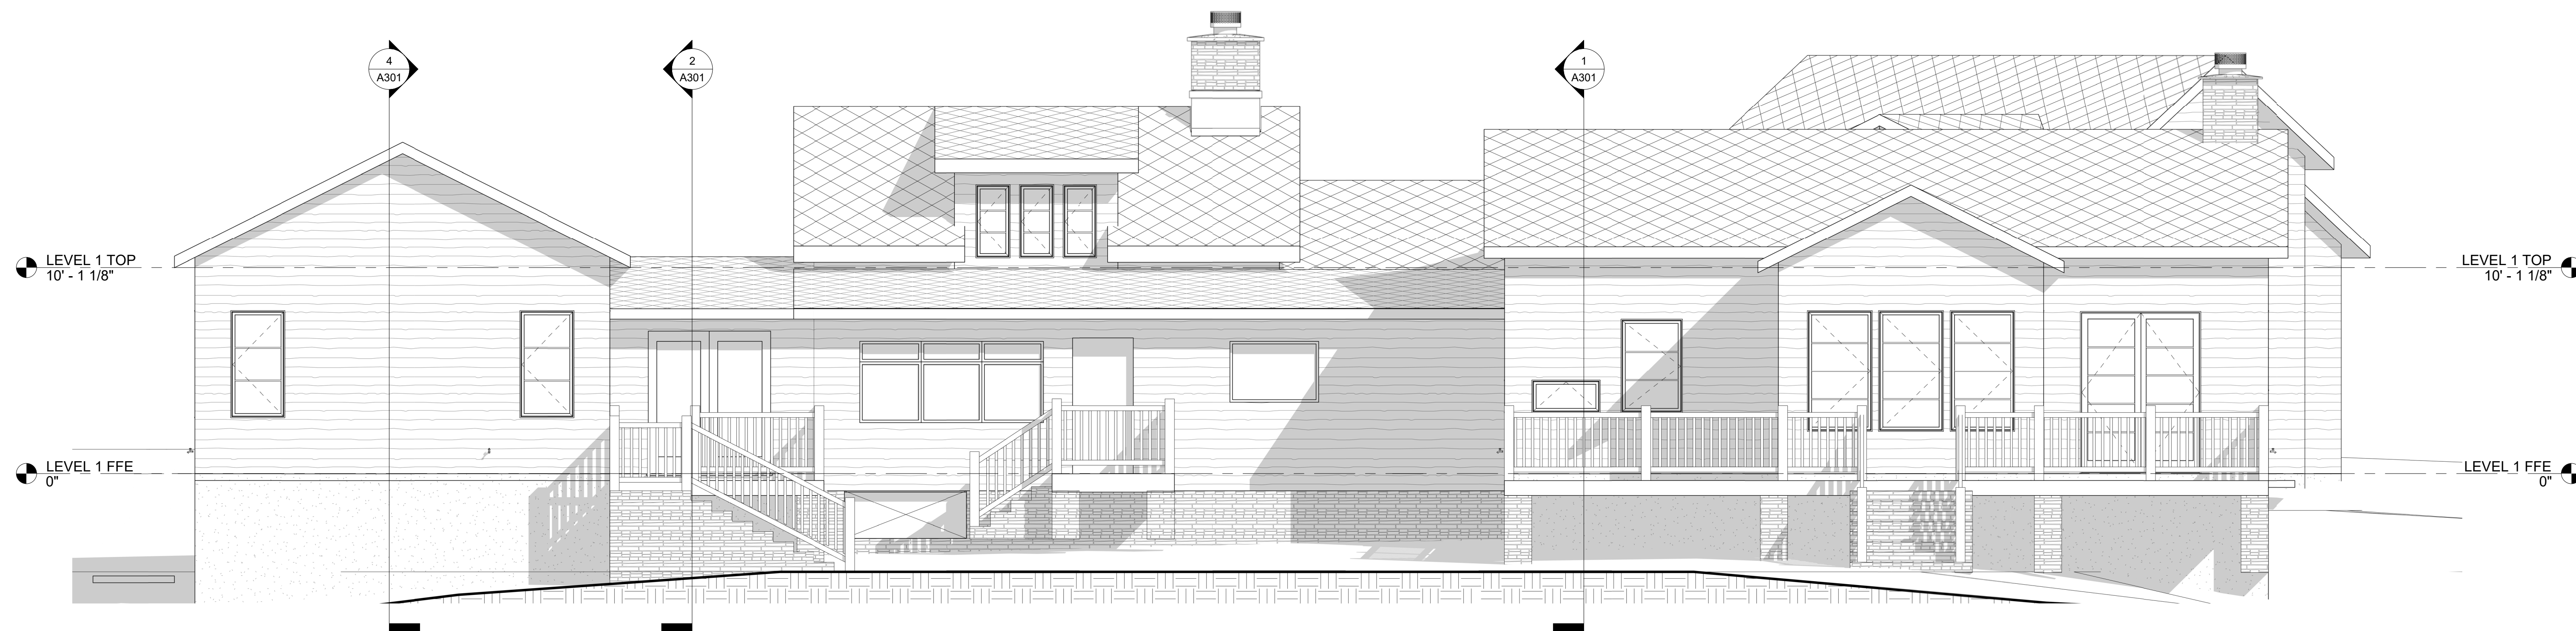 4
A301
2
A301
1
A301
LEVEL 1 TOP
10' - 1 1/8"
LEVEL 1 TOP
10' - 1 1/8"
LEVEL 1 FFE
0"
LEVEL 1 FFE
0"